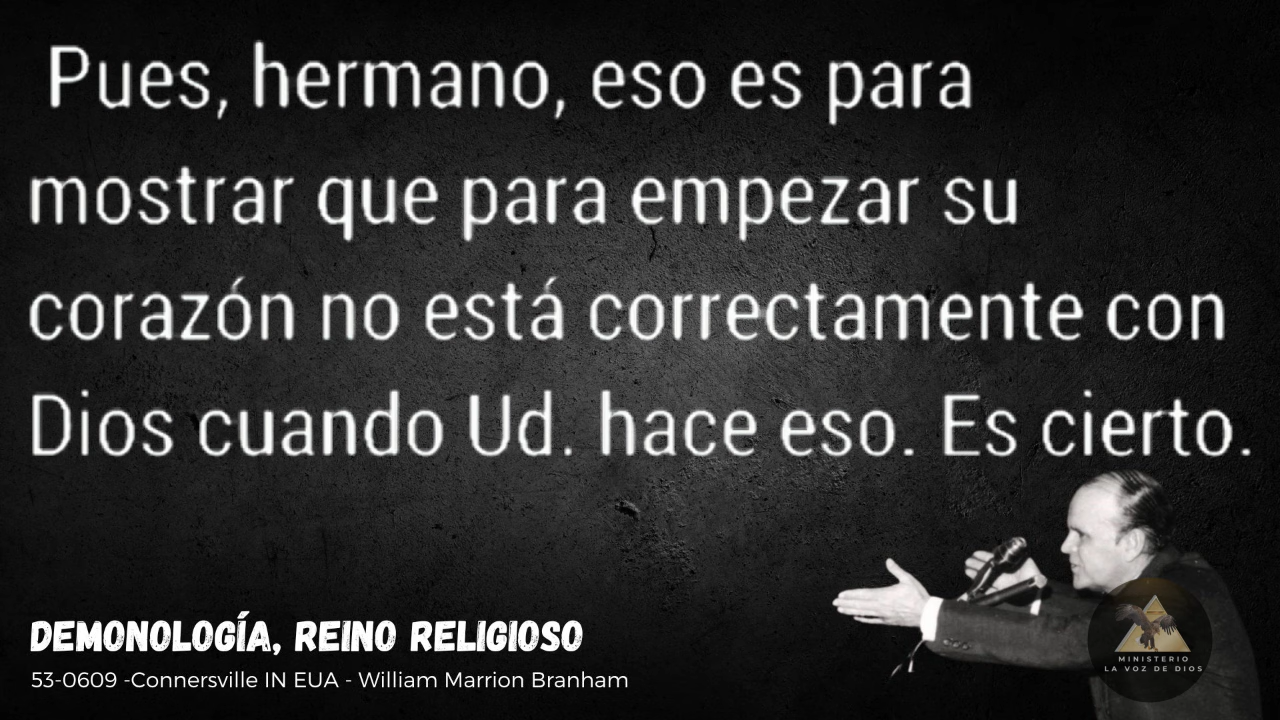 Pues, hermano, eso es para
mostrar que para empezar su
corazón no está correctamente con
Dios cuando Ud. hace eso. Es cierto.
DEMONOLOGÍA, REINO RELIGIOSO
53-0609 -Connersville IN EUA - William Marrion Branham
MINISTERIO
LA VOZ DE DIOS